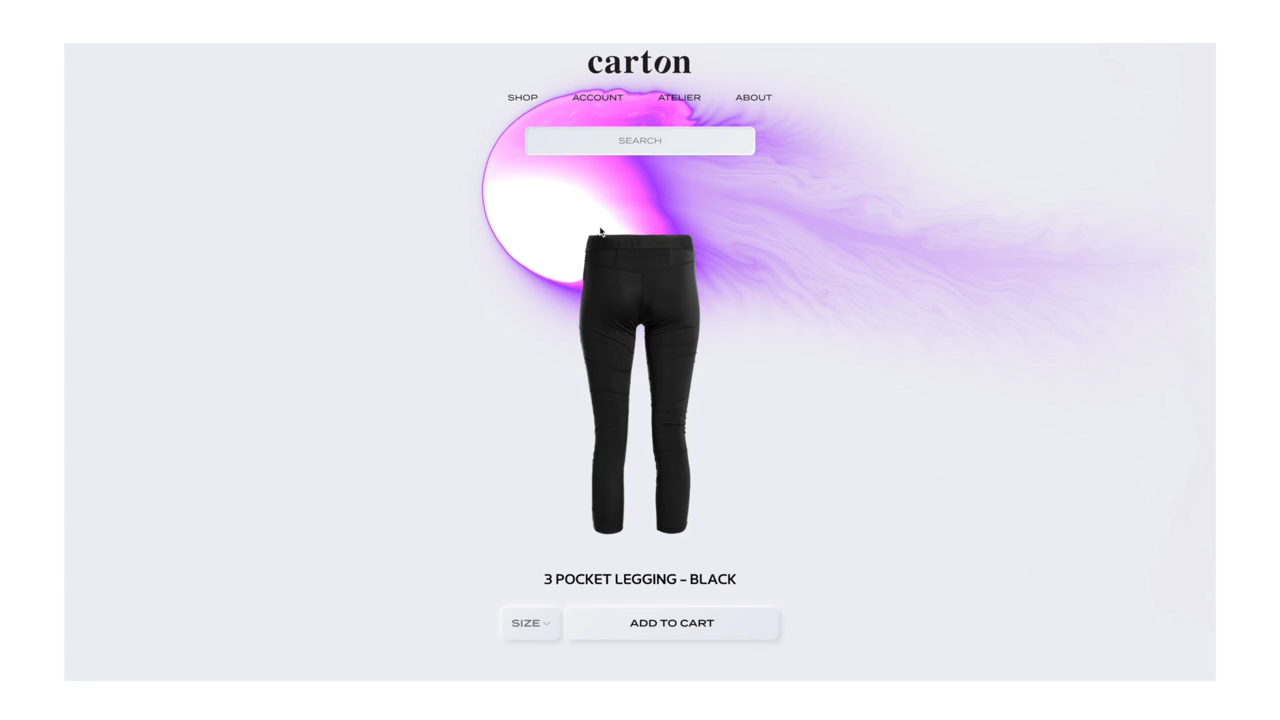 carton
SHOP ACCOUNT ATELIER ABOUT
SEARCH
3 POCKET LEGGING – BLACK
SIZE ADD TO CART